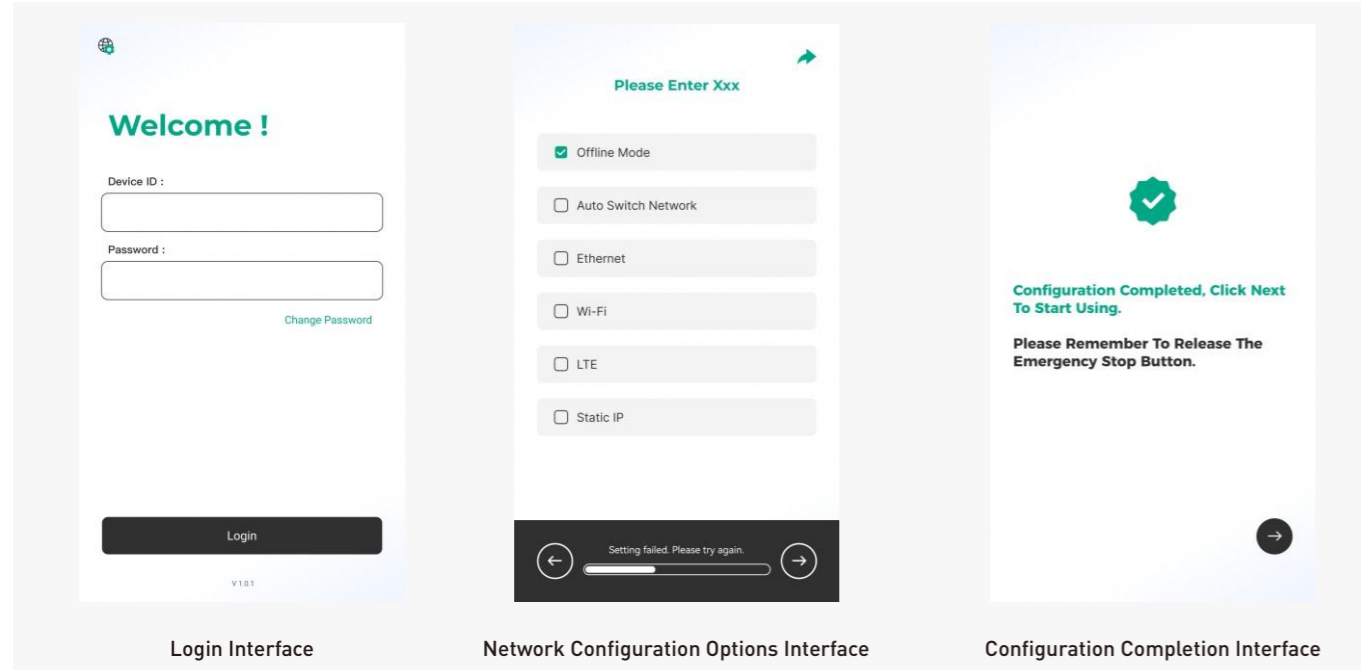 Welcome !
Device ID :
Password :
Change Password
Login
V 1.0.1
Login Interface
Please Enter Xxx
Offline Mode
Auto Switch Network
Ethernet
Wi-Fi
LTE
Static IP
Setting failed. Please try again.
Network Configuration Options Interface
Configuration Completed, Click Next
To Start Using.
Please Remember To Release The
Emergency Stop Button.
Configuration Completion Interface